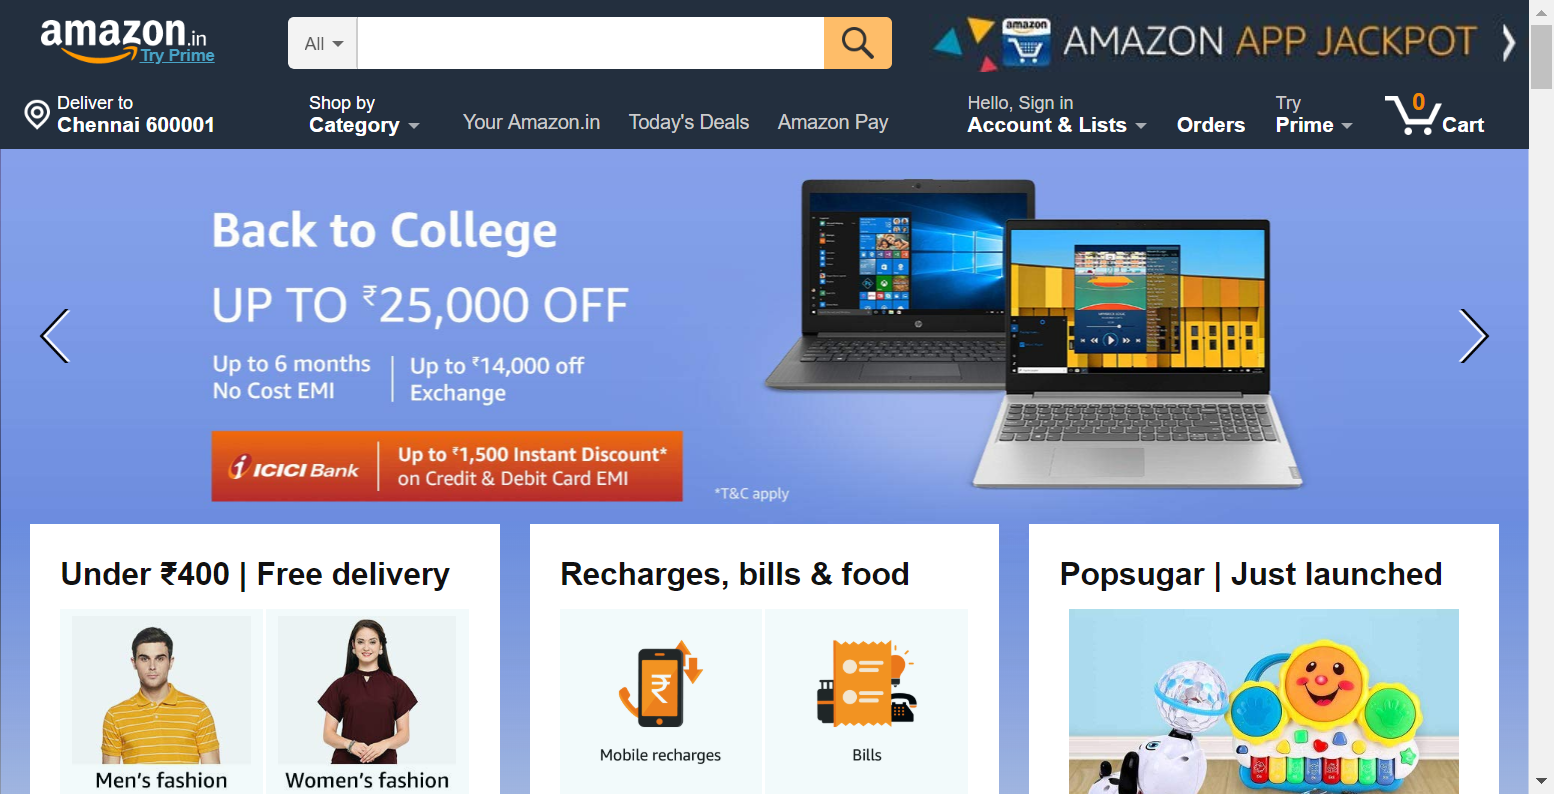 amazon.in
Try Prime
All
amazon
AMAZON APP JACKPOT
Deliver to
Chennai 600001
Shop by
Category
Your Amazon.in
Today's Deals
Amazon Pay
Hello, Sign in
Account & Lists
Orders
Try
Prime
0
Cart
Back to College
UP TO ₹25,000 OFF
Up to 6 months
No Cost EMI
Up to ₹14,000 off
Exchange
ICICI Bank
Up to ₹1,500 Instant Discount*
on Credit & Debit Card EMI
*T&C apply
hp
Under ₹400 | Free delivery
Recharges, bills & food
Popsugar | Just launched
₹
Mobile recharges
Bills
Men's fashion
Women's fashion